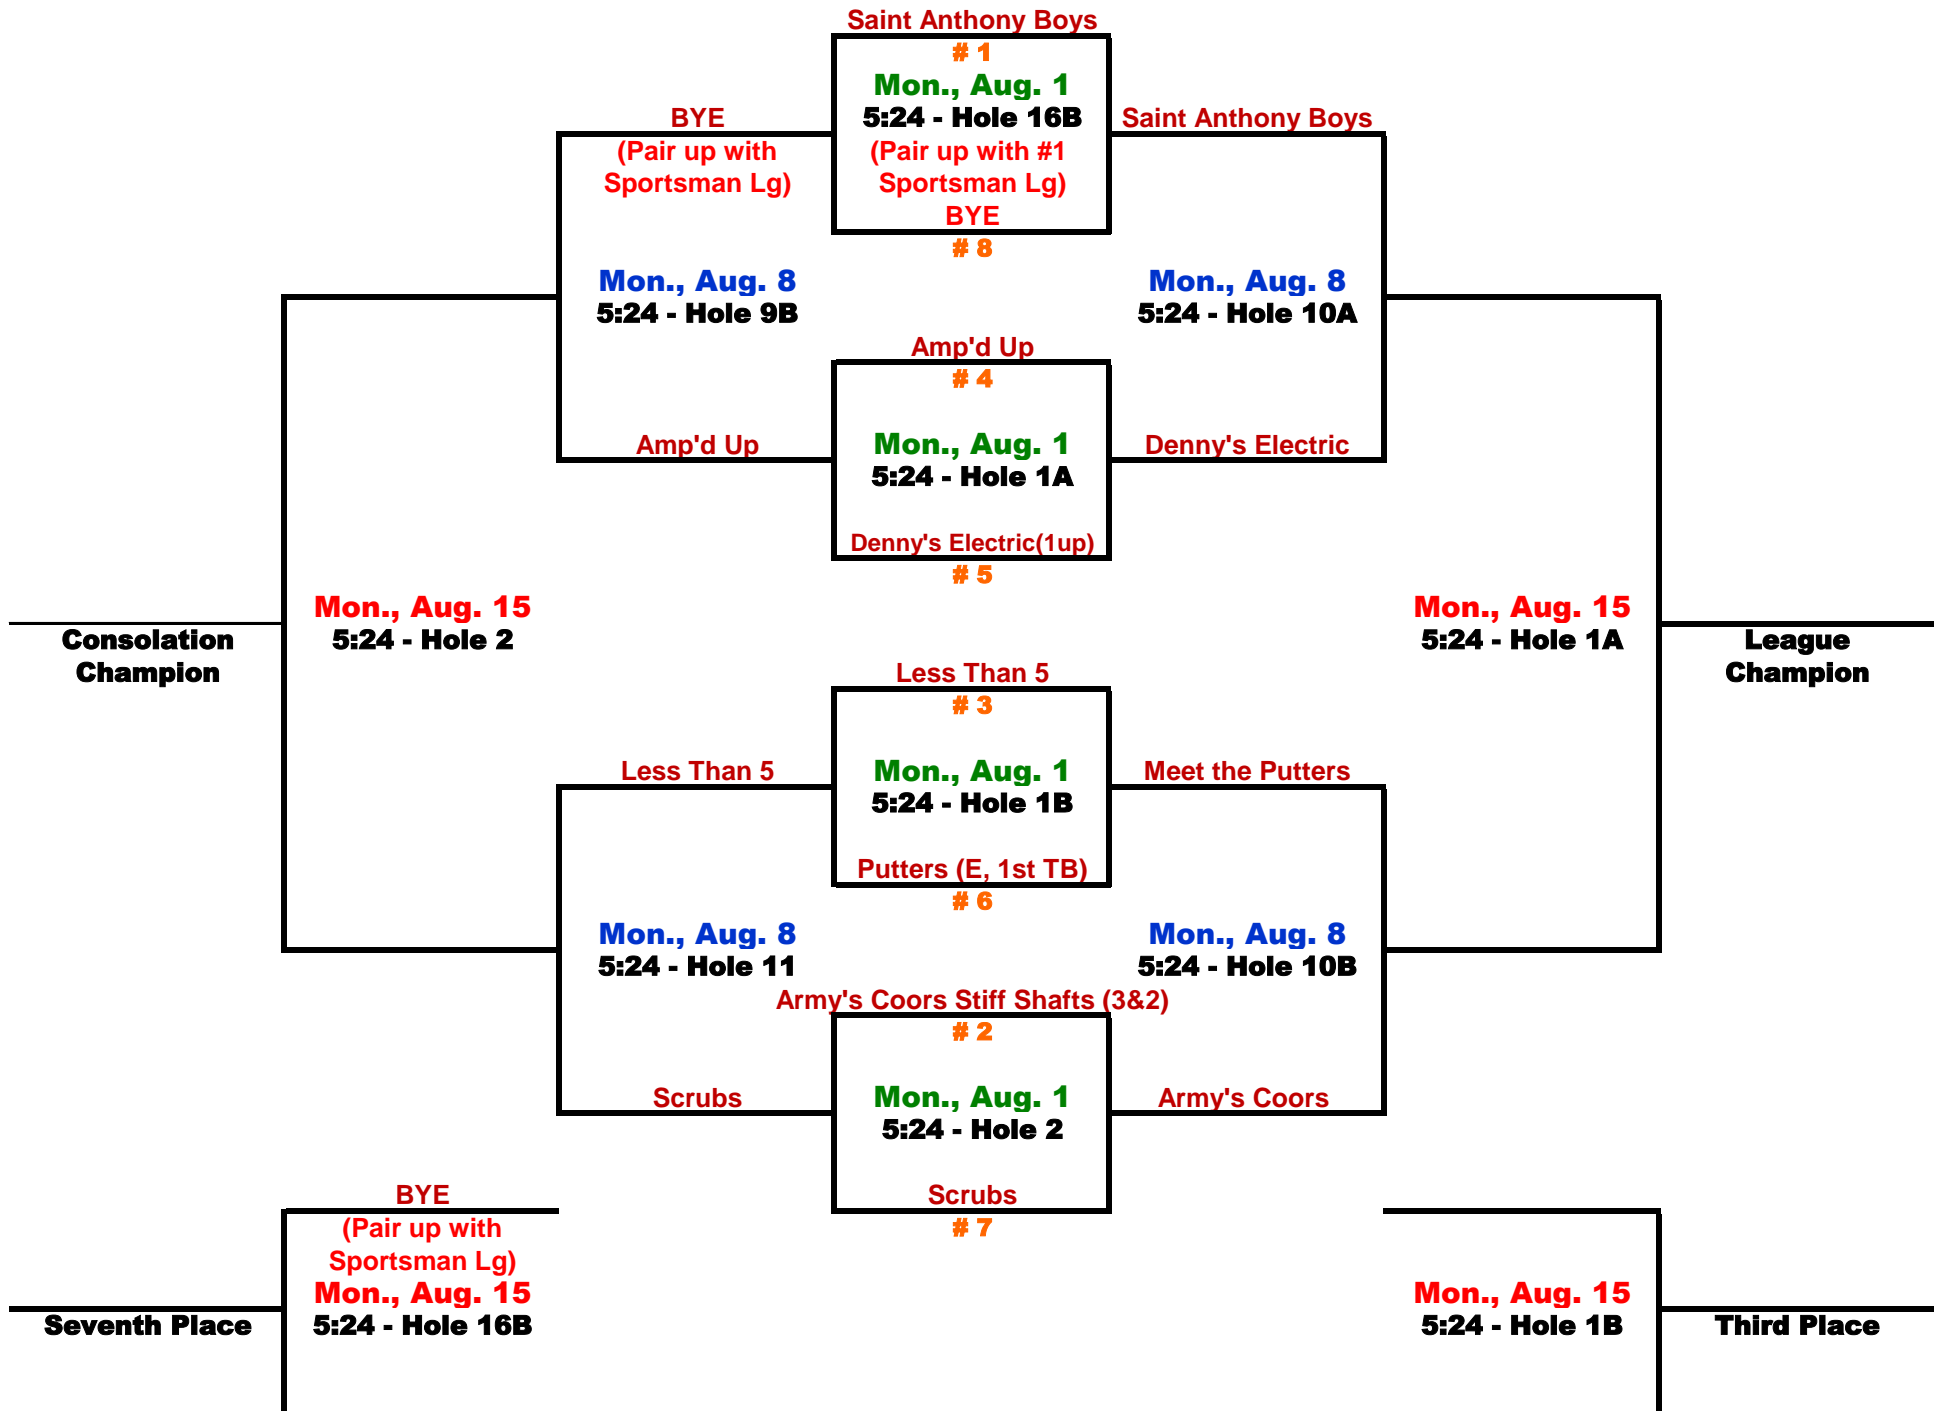 Saint Anthony Boys
# 1
Mon., Aug. 1
BYE
5:24 - Hole 16B
Saint Anthony Boys
(Pair up with
(Pair up with #1
Sportsman Lg)
Sportsman Lg)
BYE
# 8
Mon., Aug. 8
Mon., Aug. 8
5:24 - Hole 9B
5:24 - Hole 10A
Amp'd Up
# 4
Amp'd Up
Mon., Aug. 1
Denny's Electric
5:24 - Hole 1A
Denny's Electric(1up)
# 5
Mon., Aug. 15
Mon., Aug. 15
Consolation
5:24 - Hole 2
5:24 - Hole 1A
League
Champion
Less Than 5
Champion
# 3
Less Than 5
Mon., Aug. 1
Meet the Putters
5:24 - Hole 1B
Putters (E, 1st TB)
# 6
Mon., Aug. 8
Mon., Aug. 8
5:24 - Hole 11
5:24 - Hole 10B
Army's Coors Stiff Shafts (3&2)
# 2
Scrubs
Mon., Aug. 1
Army's Coors
5:24 - Hole 2
BYE
Scrubs
(Pair up with
# 7
Sportsman Lg)
Mon., Aug. 15
Mon., Aug. 15
Seventh Place
5:24 - Hole 16B
5:24 - Hole 1B
Third Place